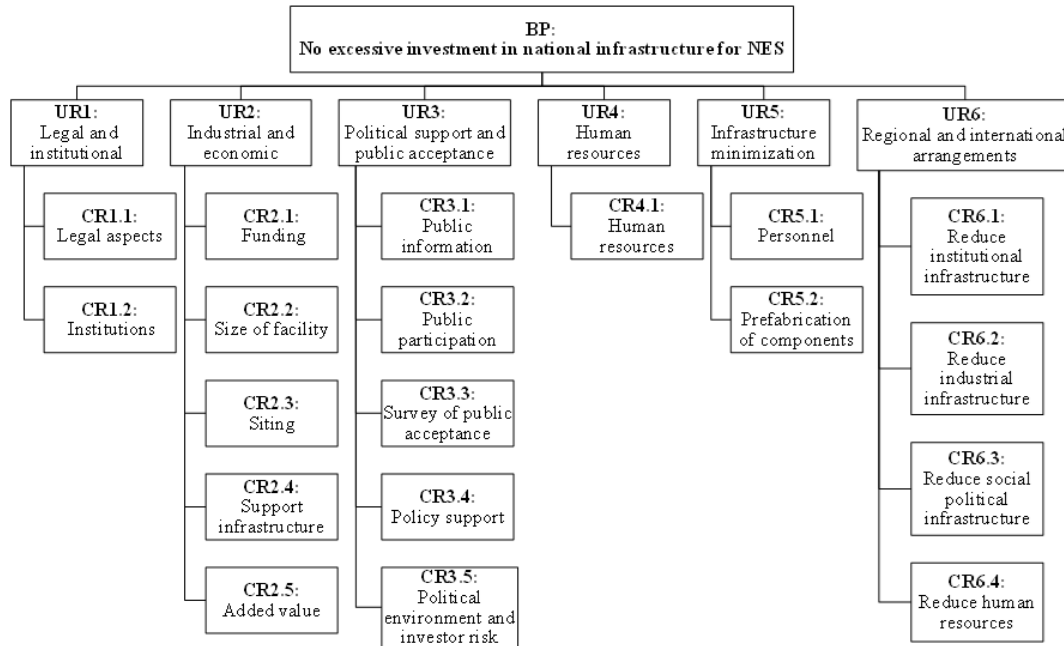 BP:
No excessive investment in national infrastructure for NES
UR1:
Legal and
institutional
CR1.1:
Legal aspects
CR1.2:
Institutions
UR2:
Industrial and
economic
CR2.1:
Funding
CR2.2:
Size of facility
CR2.3:
Siting
CR2.4:
Support
infrastructure
CR2.5:
Added value
UR3:
Political support and
public acceptance
CR3.1:
Public
information
CR3.2:
Public
participation
CR3.3:
Survey of public
acceptance
CR3.4:
Policy support
CR3.5:
Political
environment and
investor risk
UR4:
Human
resources
CR4.1:
Human
resources
UR5:
Infrastructure
minimization
CR5.1:
Personnel
CR5.2:
Prefabrication
of components
UR6:
Regional and international
arrangements
CR6.1:
Reduce
institutional
infrastructure
CR6.2:
Reduce
industrial
infrastructure
CR6.3:
Reduce social
political
infrastructure
CR6.4:
Reduce human
resources